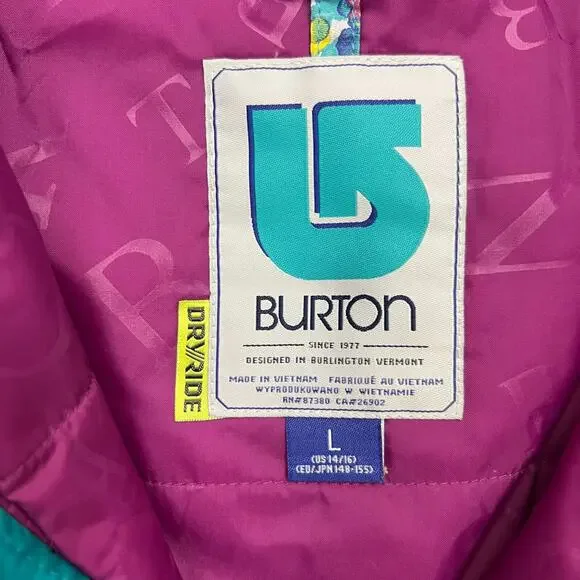 BURTON
SINCE 1977
DESIGNED IN BURLINGTON VERMONT
MADE IN VIETNAM FABRIQUÉ AU VIETNAM
WYPRODUKOWANO W WIETNAMIE
RN#87380 CA#26902
DRY//RIDE
L
(US 14/16)
(EU/JPN 148-155)